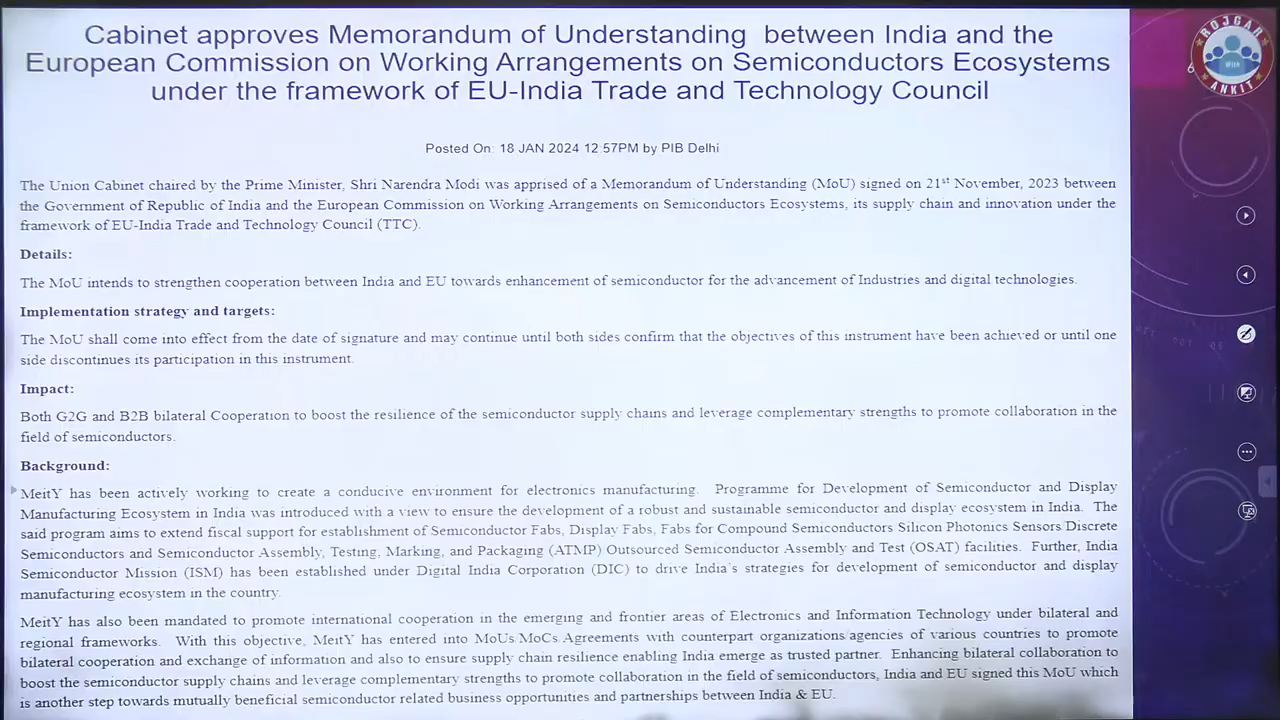 Cabinet approves Memorandum of Understanding between India and the
European Commission on Working Arrangements on Semiconductors Ecosystems
under the framework of EU-India Trade and Technology Council
Posted On: 18 JAN 2024 12:57PM by PIB Delhi
The Union Cabinet chaired by the Prime Minister, Shri Narendra Modi was apprised of a Memorandum of Understanding (MoU) signed on 21st November, 2023 between
the Government of Republic of India and the European Commission on Working Arrangements on Semiconductors Ecosystems, its supply chain and innovation under the
framework of EU-India Trade and Technology Council (TTC).
Details:
The MoU intends to strengthen cooperation between India and EU towards enhancement of semiconductor for the advancement of Industries and digital technologies.
Implementation strategy and targets:
The MoU shall come into effect from the date of signature and may continue until both sides confirm that the objectives of this instrument have been achieved or until one
side discontinues its participation in this instrument.
Impact:
Both G2G and B2B bilateral Cooperation to boost the resilience of the semiconductor supply chains and leverage complementary strengths to promote collaboration in the
field of semiconductors.
Background:
MeitY has been actively working to create a conducive environment for electronics manufacturing. Programme for Development of Semiconductor and Display
Manufacturing Ecosystem in India was introduced with a view to ensure the development of a robust and sustainable semiconductor and display ecosystem in India. The
said program aims to extend fiscal support for establishment of Semiconductor Fabs, Display Fabs, Fabs for Compound Semiconductors Silicon Photonics Sensors Discrete
Semiconductors and Semiconductor Assembly, Testing, Marking, and Packaging (ATMP) Outsourced Semiconductor Assembly and Test (OSAT) facilities. Further, India
Semiconductor Mission (ISM) has been established under Digital India Corporation (DIC) to drive India's strategies for development of semiconductor and display
manufacturing ecosystem in the country.
MeitY has also been mandated to promote international cooperation in the emerging and frontier areas of Electronics and Information Technology under bilateral and
regional frameworks. With this objective, MeitY has entered into MoUs MoCs Agreements with counterpart organizations agencies of various countries to promote
bilateral cooperation and exchange of information and also to ensure supply chain resilience enabling India emerge as trusted partner. Enhancing bilateral collaboration to
boost the semiconductor supply chains and leverage complementary strengths to promote collaboration in the field of semiconductors, India and EU signed this MoU which
is another step towards mutually beneficial semiconductor related business opportunities and partnerships between India & EU.
ROJGAR
With
ANKIT